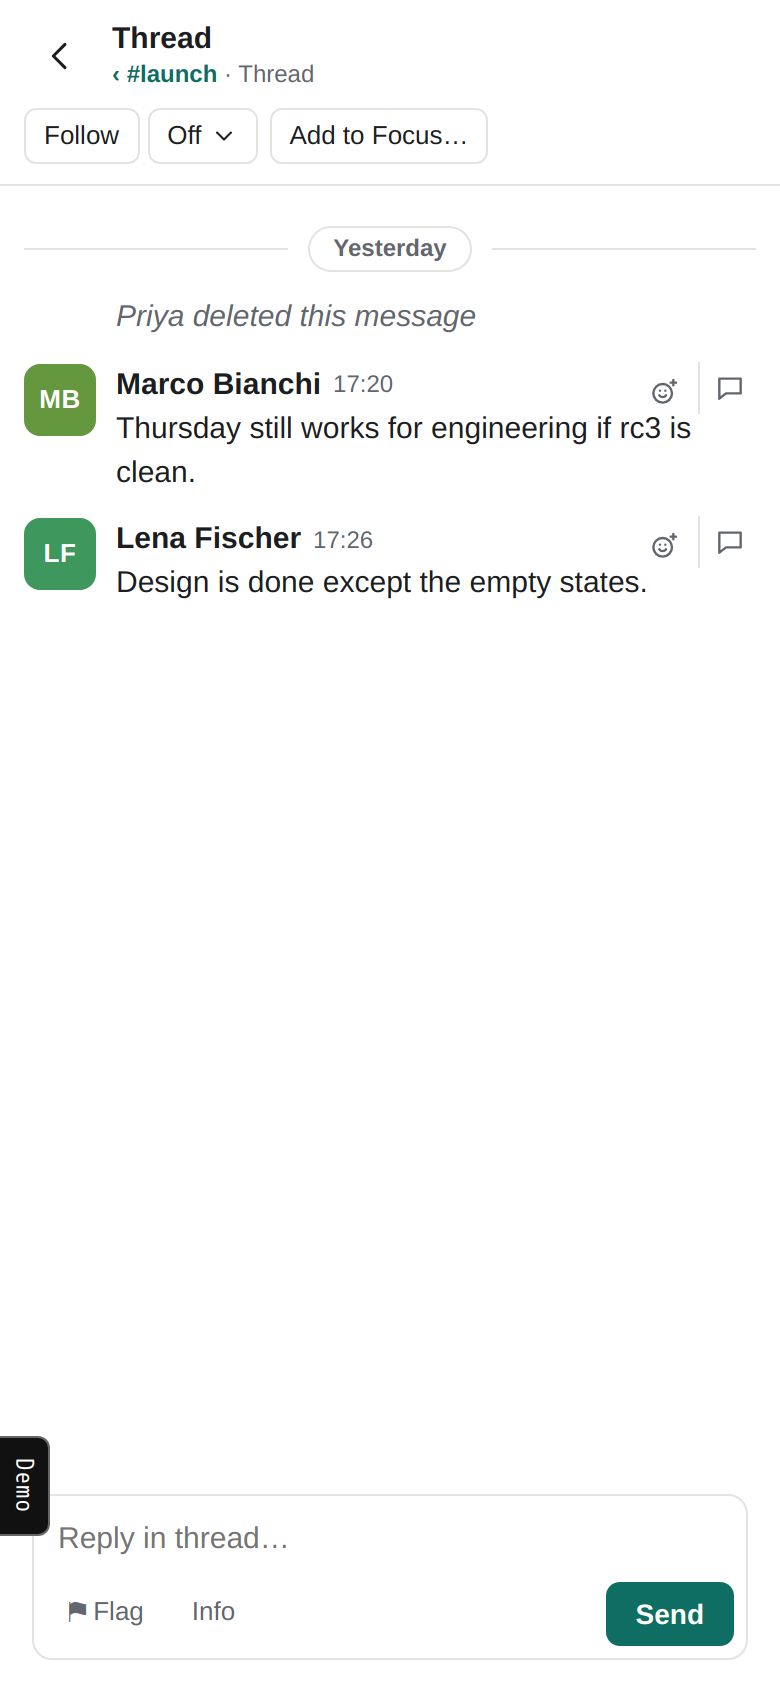 Thread
‹ #launch · Thread
Follow
Off
Add to Focus…
Yesterday
Priya deleted this message
MB
Marco Bianchi 17:20
Thursday still works for engineering if rc3 is
clean.
LF
Lena Fischer 17:26
Design is done except the empty states.
Demo
Reply in thread…
Flag
Info
Send